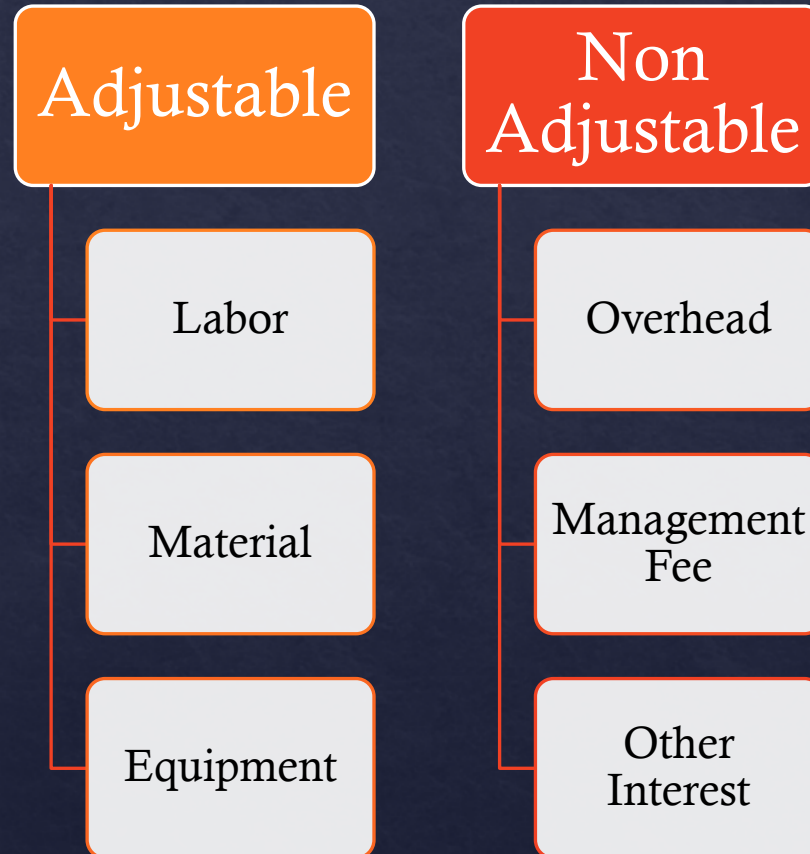 Adjustable
Labor
Material
Equipment
Non
Adjustable
Overhead
Management
Fee
Other
Interest